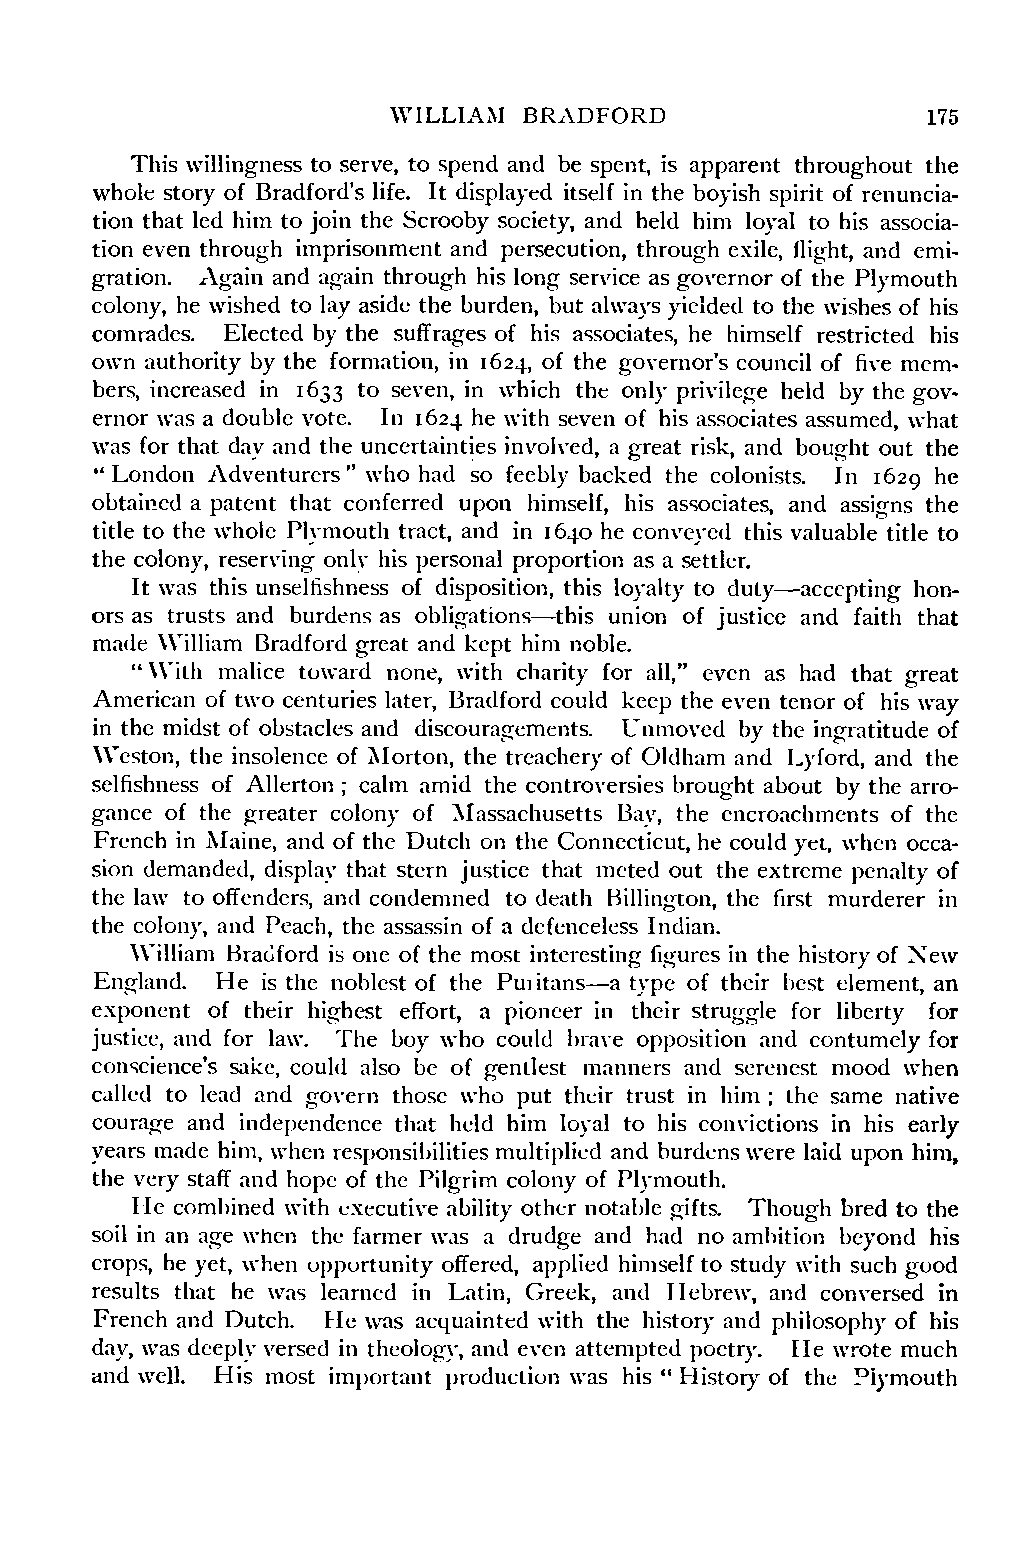 WILLIAM BRADFORD 175
This willingness to serve, to spend and be spent, is apparent throughout the
whole story of Bradford's life. It displayed itself in the boyish spirit of renuncia-
tion that led him to join the Scrooby society, and held him loyal to his associa-
tion even through imprisonment and persecution, through exile, flight, and emi-
gration. Again and again through his long service as governor of the Plymouth
colony, he wished to lay aside the burden, but always yielded to the wishes of his
comrades. Elected by the suffrages of his associates, he himself restricted his
own authority by the formation, in 1624, of the governor's council of five mem-
bers, increased in 1633 to seven, in which the only privilege held by the gov-
ernor was a double vote. In 1624 he with seven of his associates assumed, what
was for that day and the uncertainties involved, a great risk, and bought out the
“London Adventurers” who had so feebly backed the colonists. In 1629 he
obtained a patent that conferred upon himself, his associates, and assigns the
title to the whole Plymouth tract, and in 1640 he conveyed this valuable title to
the colony, reserving only his personal proportion as a settler.
It was this unselfishness of disposition, this loyalty to duty—accepting hon-
ors as trusts and burdens as obligations—this union of justice and faith that
made William Bradford great and kept him noble.
“With malice toward none, with charity for all,” even as had that great
American of two centuries later, Bradford could keep the even tenor of his way
in the midst of obstacles and discouragements. Unmoved by the ingratitude of
Weston, the insolence of Morton, the treachery of Oldham and Lyford, and the
selfishness of Allerton; calm amid the controversies brought about by the arro-
gance of the greater colony of Massachusetts Bay, the encroachments of the
French in Maine, and of the Dutch on the Connecticut, he could yet, when occa-
sion demanded, display that stern justice that meted out the extreme penalty of
the law to offenders, and condemned to death Billington, the first murderer in
the colony, and Peach, the assassin of a defenceless Indian.
William Bradford is one of the most interesting figures in the history of New
England. He is the noblest of the Puritans—a type of their best element, an
exponent of their highest effort, a pioneer in their struggle for liberty for
justice, and for law. The boy who could brave opposition and contumely for
conscience's sake, could also be of gentlest manners and serenest mood when
called to lead and govern those who put their trust in him; the same native
courage and independence that held him loyal to his convictions in his early
years made him, when responsibilities multiplied and burdens were laid upon him,
the very staff and hope of the Pilgrim colony of Plymouth.
He combined with executive ability other notable gifts. Though bred to the
soil in an age when the farmer was a drudge and had no ambition beyond his
crops, he yet, when opportunity offered, applied himself to study with such good
results that he was learned in Latin, Greek, and Hebrew, and conversed in
French and Dutch. He was acquainted with the history and philosophy of his
day, was deeply versed in theology, and even attempted poetry. He wrote much
and well. His most important production was his “History of the Plymouth